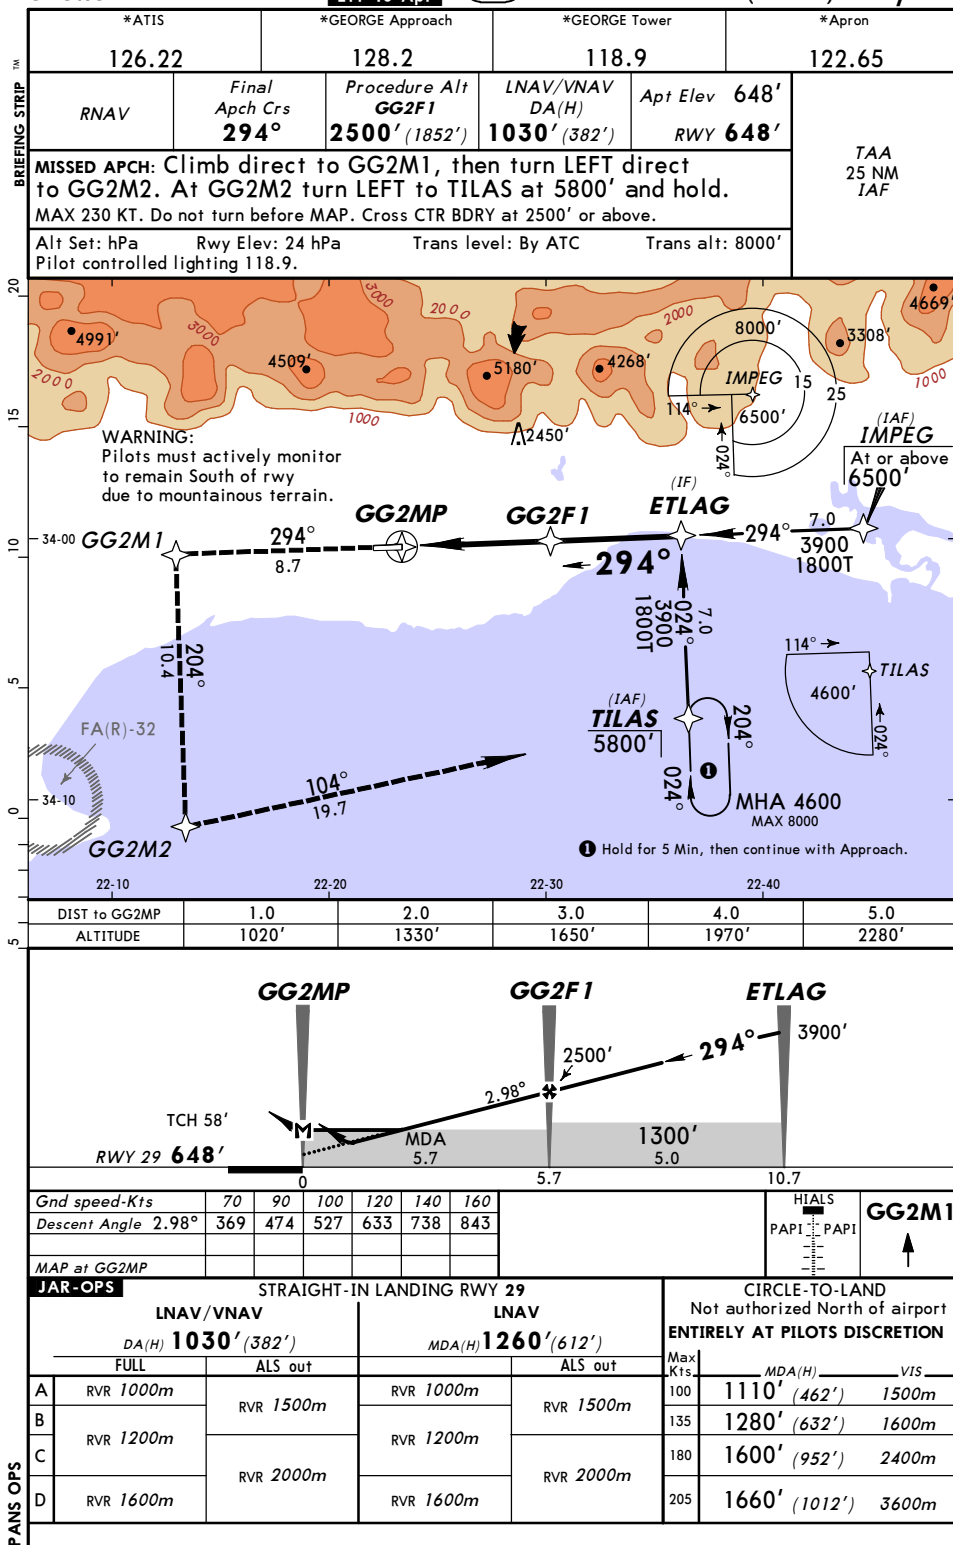 *ATIS
126.22
*GEORGE Approach
128.2
*GEORGE Tower
118.9
*Apron
122.65
BRIEFING STRIP TM
RNAV
Final
Apch Crs
294°
Procedure Alt
GG2F1
2500' (1852')
LNAV/VNAV
DA(H)
1030' (382')
Apt Elev 648'
RWY 648'
TAA
25 NM
IAF
MISSED APCH: Climb direct to GG2M1, then turn LEFT direct
to GG2M2. At GG2M2 turn LEFT to TILAS at 5800' and hold.
MAX 230 KT. Do not turn before MAP. Cross CTR BDRY at 2500' or above.
Alt Set: hPa Rwy Elev: 24 hPa Trans level: By ATC Trans alt: 8000'
Pilot controlled lighting 118.9.
20
15
10
5
0
5
4991'
3000
2000
4509'
3000
2000
5180'
1000
4268'
2000
8000'
3308'
4669'
1000
IMPEG
15
25
114°
6500'
024°
2450'
WARNING:
Pilots must actively monitor
to remain South of rwy
due to mountainous terrain.
(IAF)
IMPEG
At or above
6500'
34-00
GG2M1
294°
8.7
GG2MP
GG2F1
(IF)
ETLAG
294°
294°
7.0
3900
1800T
204°
10.4
7.0
024°
3900
1800T
114°
TILAS
4600'
024°
(IAF)
TILAS
5800'
204°
024°
1
MHA 4600
MAX 8000
FA(R)-32
34-10
104°
19.7
GG2M2
1 Hold for 5 Min, then continue with Approach.
22-10
22-20
22-30
22-40
DIST to GG2MP 1.0 2.0 3.0 4.0 5.0
ALTITUDE 1020' 1330' 1650' 1970' 2280'
GG2MP
GG2F1
ETLAG
3900'
294°
2500'
2.98°
TCH 58'
M
MDA
1300'
5.7
5.0
RWY 29 648'
0
5.7
10.7
Gnd speed-Kts 70 90 100 120 140 160
Descent Angle 2.98° 369 474 527 633 738 843
MAP at GG2MP
HIALS
PAPI PAPI
GG2M1
JAR-OPS
STRAIGHT-IN LANDING RWY 29
LNAV/VNAV
DA(H) 1030' (382')
FULL
ALS out
LNAV
MDA(H) 1260' (612')
ALS out
A
B
C
D
RVR 1000m
RVR 1200m
RVR 1600m
RVR 1500m
RVR 2000m
RVR 1000m
RVR 1200m
RVR 1600m
RVR 1500m
RVR 2000m
CIRCLE-TO-LAND
Not authorized North of airport
ENTIRELY AT PILOTS DISCRETION
Max
Kts MDA(H) VIS
100 1110' (462') 1500m
135 1280' (632') 1600m
180 1600' (952') 2400m
205 1660' (1012') 3600m
PANS OPS